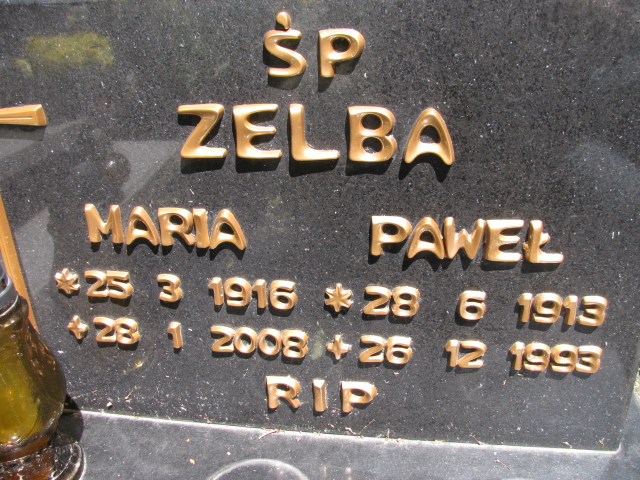 ŚP
ZELBA
MARIA PAWEŁ
* 25 3 1916 * 28 6 1913
+ 28 1 2008 + 26 12 1993
RIP